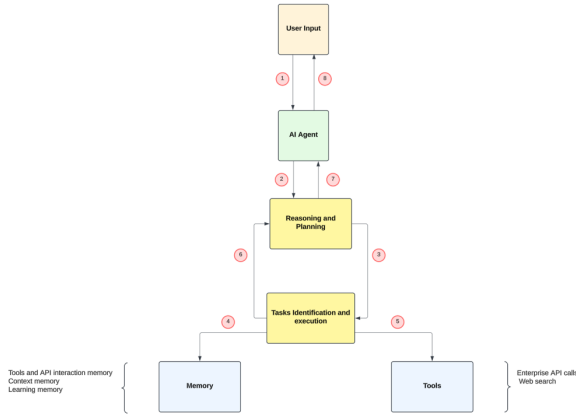 User Input
1
8
AI Agent
2
7
Reasoning and
Planning
6
3
Tasks Identification and
execution
4
5
Tools and API interaction memory
Context memory
Learning memory
Memory
Tools
Enterprise API calls
Web search